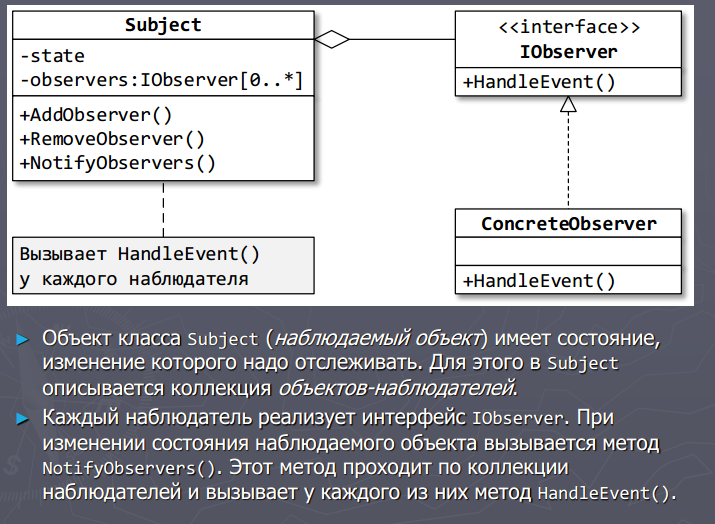 Subject
-state
-observers:IObserver[0..*]
+AddObserver()
+RemoveObserver()
+NotifyObservers()
<<interface>>
IObserver
+HandleEvent()
Вызывает HandleEvent()
у каждого наблюдателя
ConcreteObserver
+HandleEvent()
► Объект класса Subject (наблюдаемый объект) имеет состояние,
изменение которого надо отслеживать. Для этого в Subject
описывается коллекция объектов-наблюдателей.
► Каждый наблюдатель реализует интерфейс IObserver. При
изменении состояния наблюдаемого объекта вызывается метод
NotifyObservers(). Этот метод проходит по коллекции
наблюдателей и вызывает у каждого из них метод HandleEvent().